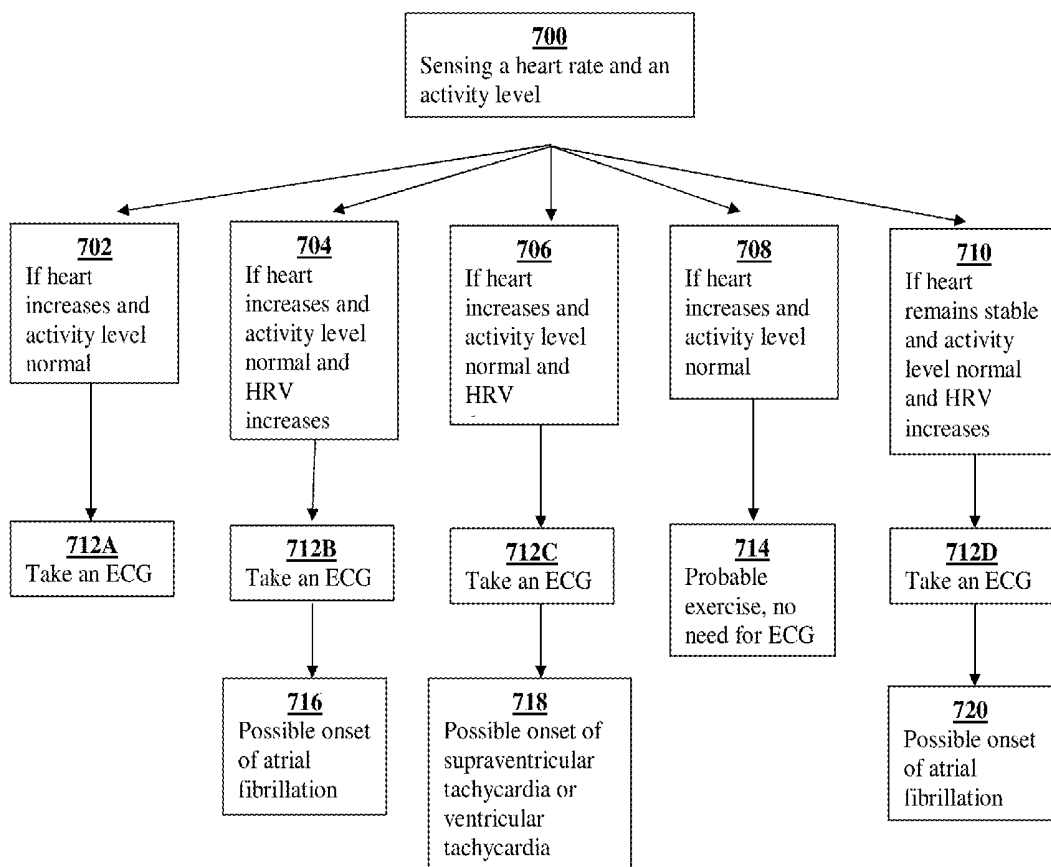 700
Sensing a heart rate and an
activity level
702
If heart
increases and
activity level
normal
704
If heart
increases and
activity level
normal and
HRV
increases
706
If heart
increases and
activity level
normal and
HRV
708
If heart
increases and
activity level
normal
710
If heart
remains stable
and activity
level normal
and HRV
increases
712A
Take an ECG
712B
Take an ECG
712C
Take an ECG
714
Probable
exercise, no
need for ECG
712D
Take an ECG
716
Possible onset
of atrial
fibrillation
718
Possible onset of
supraventricular
tachycardia or
ventricular
tachycardia
720
Possible onset
of atrial
fibrillation